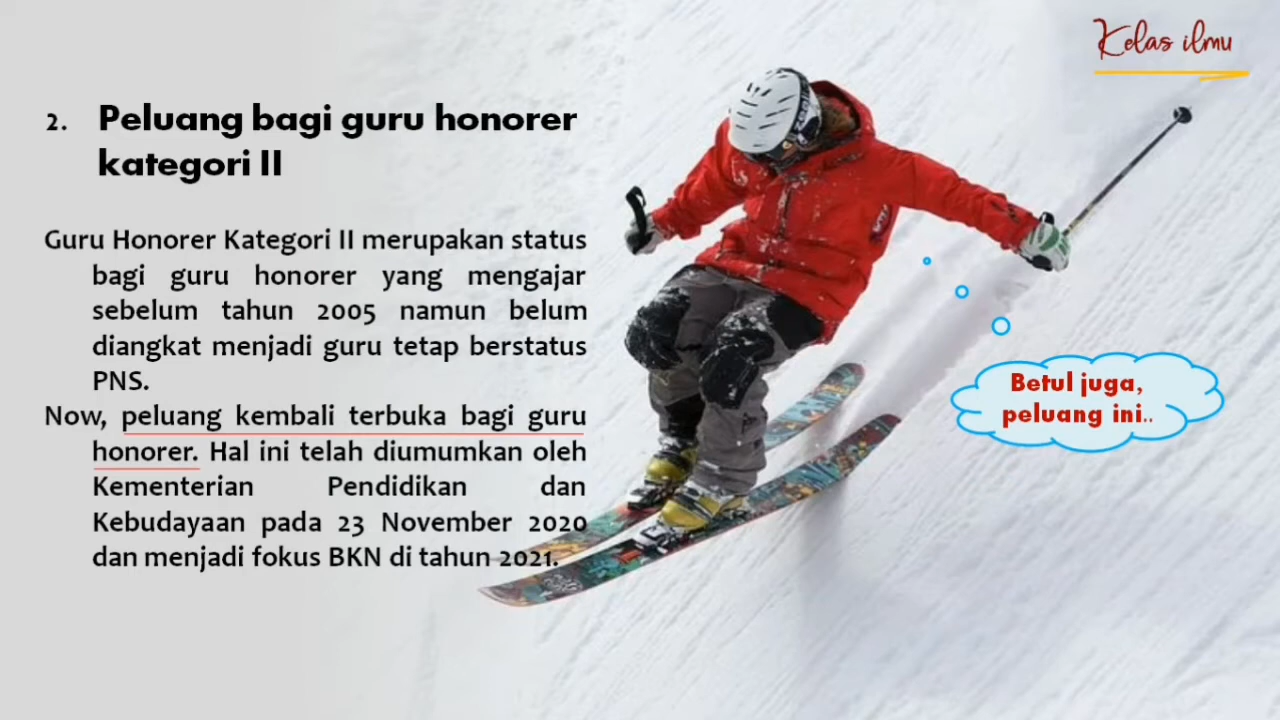 Kelas ilmu
2. Peluang bagi guru honorer
kategori II
Guru Honorer Kategori II merupakan status
bagi guru honorer yang mengajar
sebelum tahun 2005 namun belum
diangkat menjadi guru tetap berstatus
PNS.
Now, peluang kembali terbuka bagi guru
honorer. Hal ini telah diumumkan oleh
Kementerian Pendidikan dan
Kebudayaan pada 23 November 2020
dan menjadi fokus BKN di tahun 2021.
Betul juga,
peluang ini..